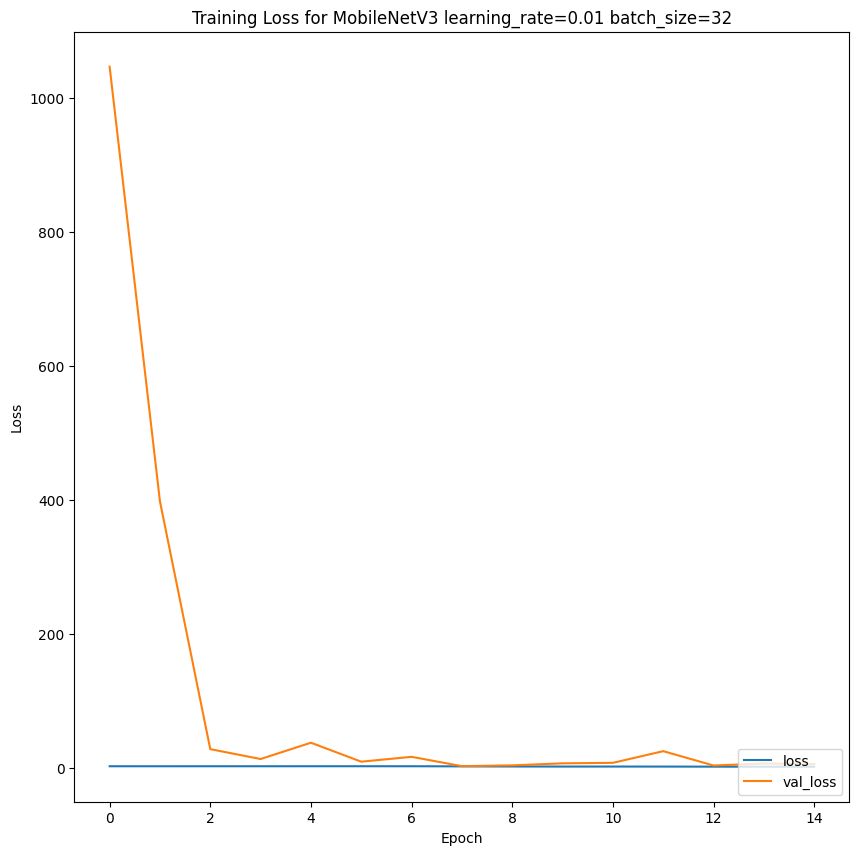 Training Loss for MobileNetV3 learning_rate=0.01 batch_size=32
1000
800
600
400
200
0
Loss
loss
val_loss
0 2 4 6 8 10 12 14
Epoch